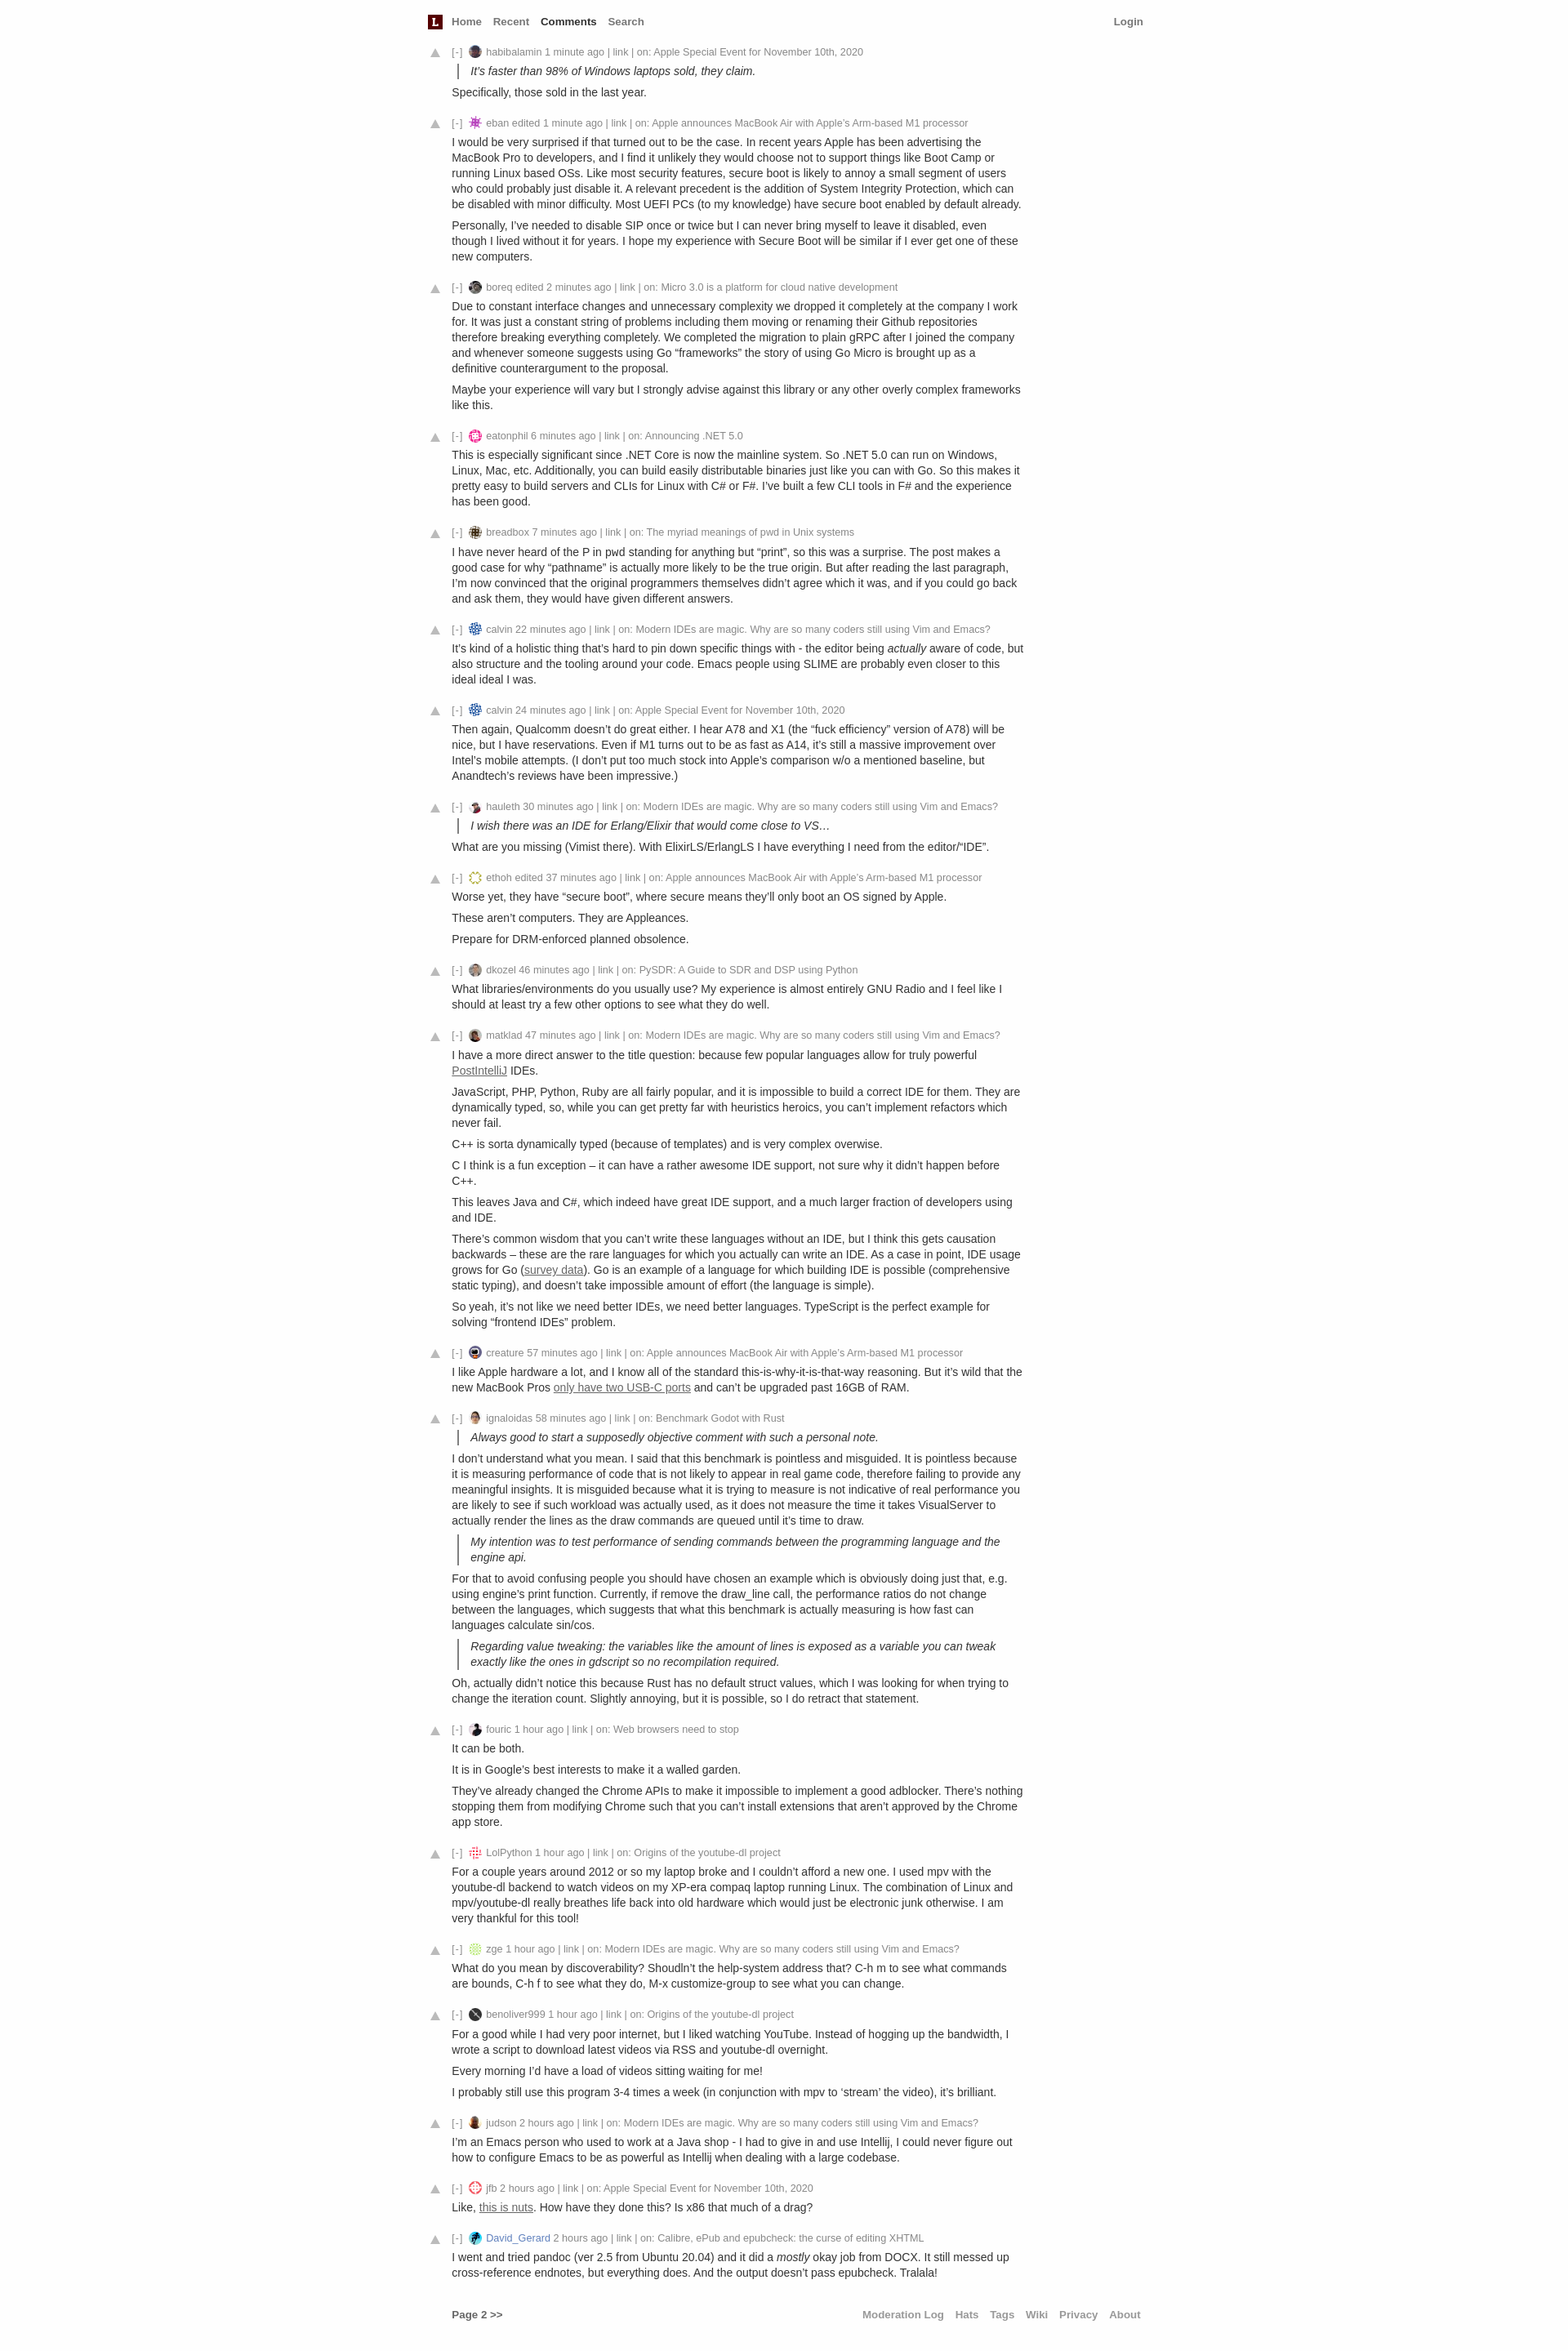 L Home Recent Comments Search Login
[-] habibalamin 1 minute ago | link | on: Apple Special Event for November 10th, 2020
It’s faster than 98% of Windows laptops sold, they claim.
Specifically, those sold in the last year.
[-] eban edited 1 minute ago | link | on: Apple announces MacBook Air with Apple’s Arm-based M1 processor
I would be very surprised if that turned out to be the case. In recent years Apple has been advertising the
MacBook Pro to developers, and I find it unlikely they would choose not to support things like Boot Camp or
running Linux based OSs. Like most security features, secure boot is likely to annoy a small segment of users
who could probably just disable it. A relevant precedent is the addition of System Integrity Protection, which can
be disabled with minor difficulty. Most UEFI PCs (to my knowledge) have secure boot enabled by default already.
Personally, I’ve needed to disable SIP once or twice but I can never bring myself to leave it disabled, even
though I lived without it for years. I hope my experience with Secure Boot will be similar if I ever get one of these
new computers.
[-] boreq edited 2 minutes ago | link | on: Micro 3.0 is a platform for cloud native development
Due to constant interface changes and unnecessary complexity we dropped it completely at the company I work
for. It was just a constant string of problems including them moving or renaming their Github repositories
therefore breaking everything completely. We completed the migration to plain gRPC after I joined the company
and whenever someone suggests using Go “frameworks” the story of using Go Micro is brought up as a
definitive counterargument to the proposal.
Maybe your experience will vary but I strongly advise against this library or any other overly complex frameworks
like this.
[-] eatonphil 6 minutes ago | link | on: Announcing .NET 5.0
This is especially significant since .NET Core is now the mainline system. So .NET 5.0 can run on Windows,
Linux, Mac, etc. Additionally, you can build easily distributable binaries just like you can with Go. So this makes it
pretty easy to build servers and CLIs for Linux with C# or F#. I’ve built a few CLI tools in F# and the experience
has been good.
[-] breadbox 7 minutes ago | link | on: The myriad meanings of pwd in Unix systems
I have never heard of the P in pwd standing for anything but “print”, so this was a surprise. The post makes a
good case for why “pathname” is actually more likely to be the true origin. But after reading the last paragraph,
I’m now convinced that the original programmers themselves didn’t agree which it was, and if you could go back
and ask them, they would have given different answers.
[-] calvin 22 minutes ago | link | on: Modern IDEs are magic. Why are so many coders still using Vim and Emacs?
It’s kind of a holistic thing that’s hard to pin down specific things with - the editor being actually aware of code, but
also structure and the tooling around your code. Emacs people using SLIME are probably even closer to this
ideal ideal I was.
[-] calvin 24 minutes ago | link | on: Apple Special Event for November 10th, 2020
Then again, Qualcomm doesn’t do great either. I hear A78 and X1 (the “fuck efficiency” version of A78) will be
nice, but I have reservations. Even if M1 turns out to be as fast as A14, it’s still a massive improvement over
Intel’s mobile attempts. (I don’t put too much stock into Apple’s comparison w/o a mentioned baseline, but
Anandtech’s reviews have been impressive.)
[-] hauleth 30 minutes ago | link | on: Modern IDEs are magic. Why are so many coders still using Vim and Emacs?
I wish there was an IDE for Erlang/Elixir that would come close to VS…
What are you missing (Vimist there). With ElixirLS/ErlangLS I have everything I need from the editor/“IDE”.
[-] ethoh edited 37 minutes ago | link | on: Apple announces MacBook Air with Apple’s Arm-based M1 processor
Worse yet, they have “secure boot”, where secure means they’ll only boot an OS signed by Apple.
These aren’t computers. They are Appleances.
Prepare for DRM-enforced planned obsolence.
[-] dkozel 46 minutes ago | link | on: PySDR: A Guide to SDR and DSP using Python
What libraries/environments do you usually use? My experience is almost entirely GNU Radio and I feel like I
should at least try a few other options to see what they do well.
[-] matklad 47 minutes ago | link | on: Modern IDEs are magic. Why are so many coders still using Vim and Emacs?
I have a more direct answer to the title question: because few popular languages allow for truly powerful
PostIntelliJ IDEs.
JavaScript, PHP, Python, Ruby are all fairly popular, and it is impossible to build a correct IDE for them. They are
dynamically typed, so, while you can get pretty far with heuristics heroics, you can’t implement refactors which
never fail.
C++ is sorta dynamically typed (because of templates) and is very complex overwise.
C I think is a fun exception – it can have a rather awesome IDE support, not sure why it didn’t happen before
C++.
This leaves Java and C#, which indeed have great IDE support, and a much larger fraction of developers using
and IDE.
There’s common wisdom that you can’t write these languages without an IDE, but I think this gets causation
backwards – these are the rare languages for which you actually can write an IDE. As a case in point, IDE usage
grows for Go (survey data). Go is an example of a language for which building IDE is possible (comprehensive
static typing), and doesn’t take impossible amount of effort (the language is simple).
So yeah, it’s not like we need better IDEs, we need better languages. TypeScript is the perfect example for
solving “frontend IDEs” problem.
[-] creature 57 minutes ago | link | on: Apple announces MacBook Air with Apple’s Arm-based M1 processor
I like Apple hardware a lot, and I know all of the standard this-is-why-it-is-that-way reasoning. But it’s wild that the
new MacBook Pros only have two USB-C ports and can’t be upgraded past 16GB of RAM.
[-] ignaloidas 58 minutes ago | link | on: Benchmark Godot with Rust
Always good to start a supposedly objective comment with such a personal note.
I don’t understand what you mean. I said that this benchmark is pointless and misguided. It is pointless because
it is measuring performance of code that is not likely to appear in real game code, therefore failing to provide any
meaningful insights. It is misguided because what it is trying to measure is not indicative of real performance you
are likely to see if such workload was actually used, as it does not measure the time it takes VisualServer to
actually render the lines as the draw commands are queued until it’s time to draw.
My intention was to test performance of sending commands between the programming language and the
engine api.
For that to avoid confusing people you should have chosen an example which is obviously doing just that, e.g.
using engine’s print function. Currently, if remove the draw_line call, the performance ratios do not change
between the languages, which suggests that what this benchmark is actually measuring is how fast can
languages calculate sin/cos.
Regarding value tweaking: the variables like the amount of lines is exposed as a variable you can tweak
exactly like the ones in gdscript so no recompilation required.
Oh, actually didn’t notice this because Rust has no default struct values, which I was looking for when trying to
change the iteration count. Slightly annoying, but it is possible, so I do retract that statement.
[-] fouric 1 hour ago | link | on: Web browsers need to stop
It can be both.
It is in Google’s best interests to make it a walled garden.
They’ve already changed the Chrome APIs to make it impossible to implement a good adblocker. There’s nothing
stopping them from modifying Chrome such that you can’t install extensions that aren’t approved by the Chrome
app store.
[-] LolPython 1 hour ago | link | on: Origins of the youtube-dl project
For a couple years around 2012 or so my laptop broke and I couldn’t afford a new one. I used mpv with the
youtube-dl backend to watch videos on my XP-era compaq laptop running Linux. The combination of Linux and
mpv/youtube-dl really breathes life back into old hardware which would just be electronic junk otherwise. I am
very thankful for this tool!
[-] zge 1 hour ago | link | on: Modern IDEs are magic. Why are so many coders still using Vim and Emacs?
What do you mean by discoverability? Shoudln’t the help-system address that? C-h m to see what commands
are bounds, C-h f to see what they do, M-x customize-group to see what you can change.
[-] benoliver999 1 hour ago | link | on: Origins of the youtube-dl project
For a good while I had very poor internet, but I liked watching YouTube. Instead of hogging up the bandwidth, I
wrote a script to download latest videos via RSS and youtube-dl overnight.
Every morning I’d have a load of videos sitting waiting for me!
I probably still use this program 3-4 times a week (in conjunction with mpv to ‘stream’ the video), it’s brilliant.
[-] judson 2 hours ago | link | on: Modern IDEs are magic. Why are so many coders still using Vim and Emacs?
I’m an Emacs person who used to work at a Java shop - I had to give in and use Intellij, I could never figure out
how to configure Emacs to be as powerful as Intellij when dealing with a large codebase.
[-] jfb 2 hours ago | link | on: Apple Special Event for November 10th, 2020
Like, this is nuts. How have they done this? Is x86 that much of a drag?
[-] David_Gerard 2 hours ago | link | on: Calibre, ePub and epubcheck: the curse of editing XHTML
I went and tried pandoc (ver 2.5 from Ubuntu 20.04) and it did a mostly okay job from DOCX. It still messed up
cross-reference endnotes, but everything does. And the output doesn’t pass epubcheck. Tralala!
Page 2 >> Moderation Log Hats Tags Wiki Privacy About